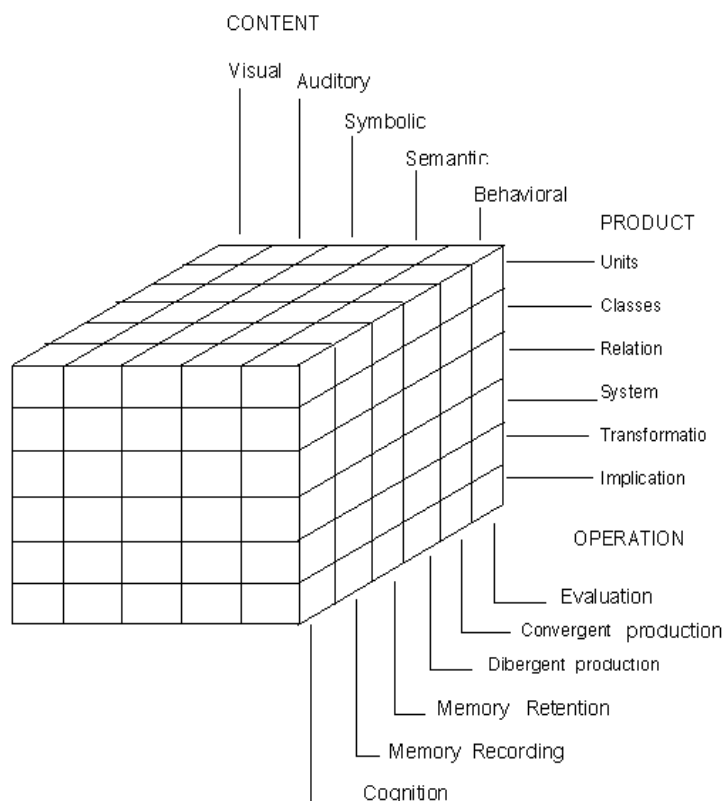 CONTENT
Visual
Auditory
Symbolic
Semantic
Behavioral
PRODUCT
Units
Classes
Relation
System
Transformatio
Implication
OPERATION
Evaluation
Convergent production
Dibergent production
Memory Retention
Memory Recording
Cognition